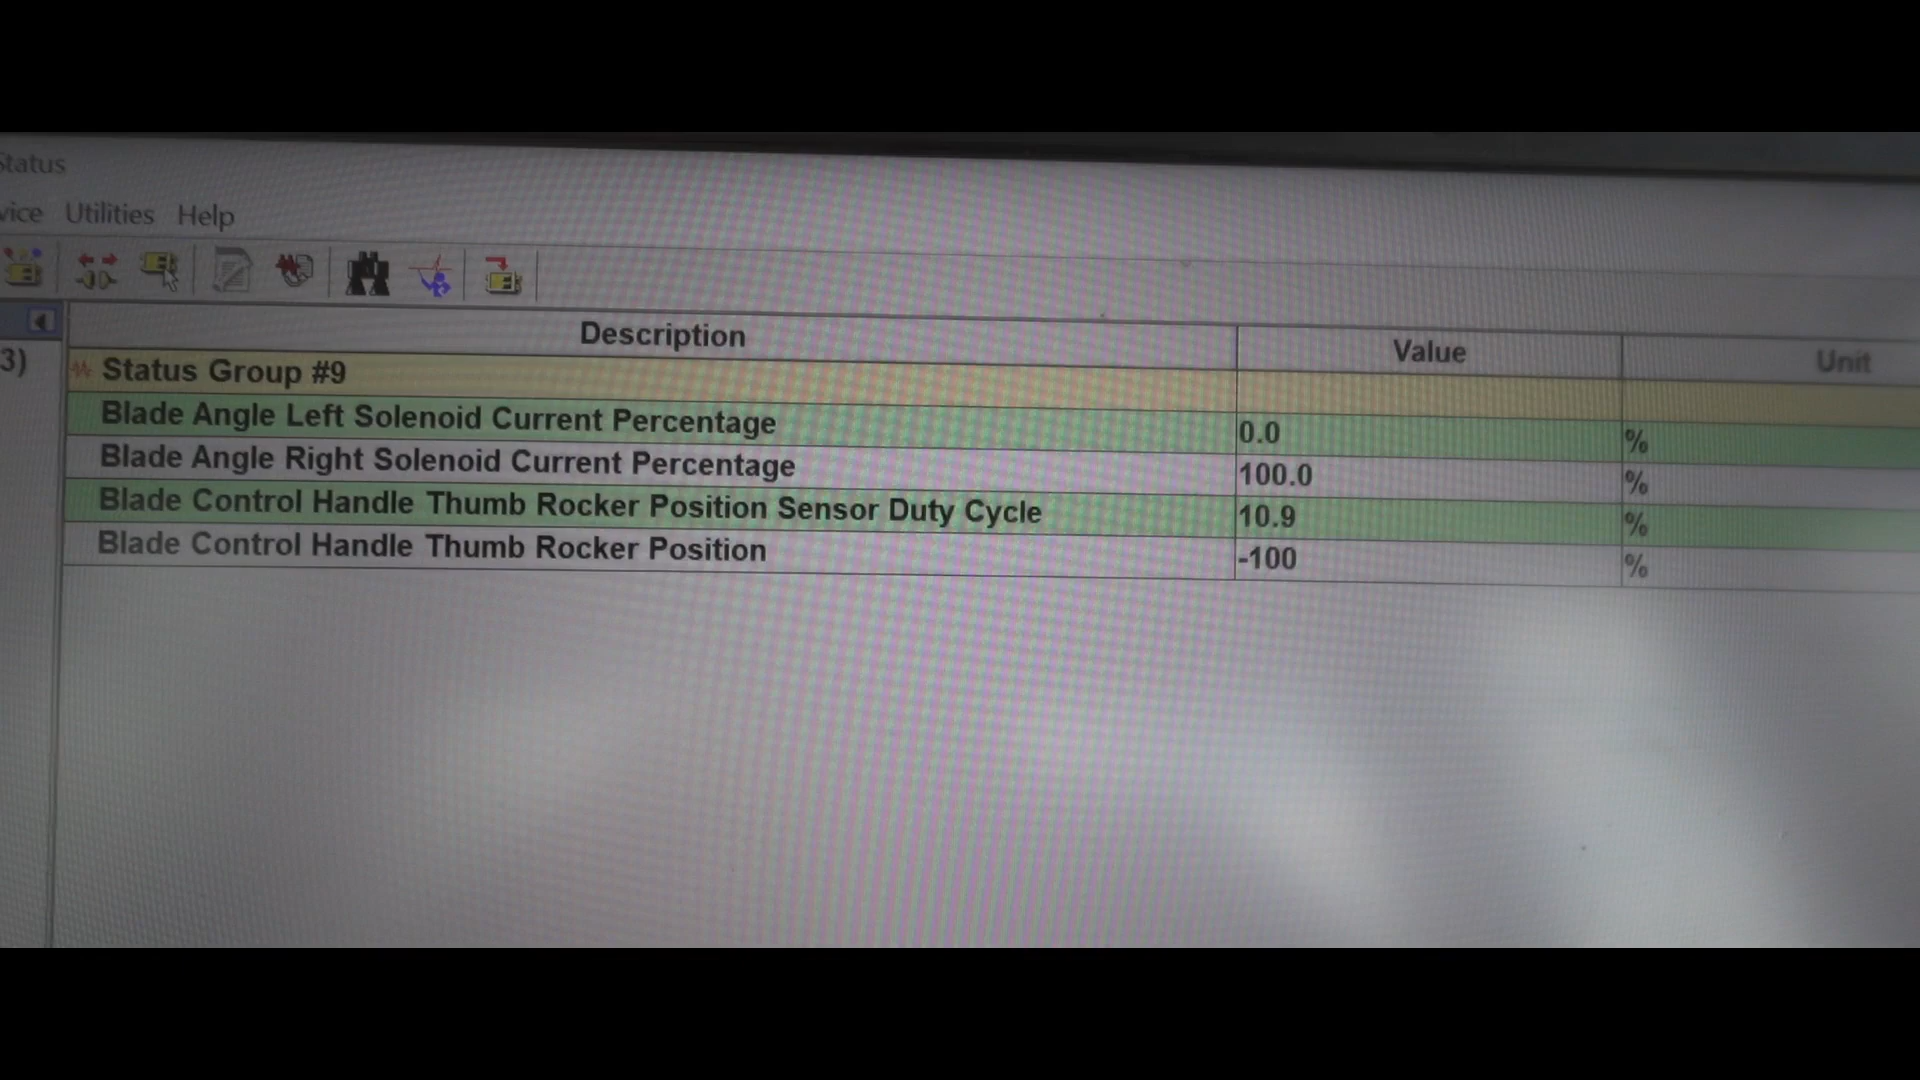 Status
vice Utilities Help
3)
Description Value Unit
Status Group #9
Blade Angle Left Solenoid Current Percentage 0.0 %
Blade Angle Right Solenoid Current Percentage 100.0 %
Blade Control Handle Thumb Rocker Position Sensor Duty Cycle 10.9 %
Blade Control Handle Thumb Rocker Position -100 %